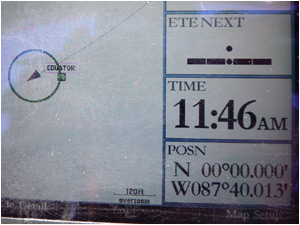 EQUATOR
ETE NEXT
TIME
11:46AM
POSN
N 00°00.000'
W087°40.013'
120ft
overzoom
Map Setup